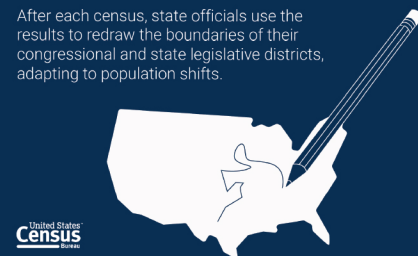 After each census, state officials use the
results to redraw the boundaries of their
congressional and state legislative districts,
adapting to population shifts.
United States™
Census
Bureau